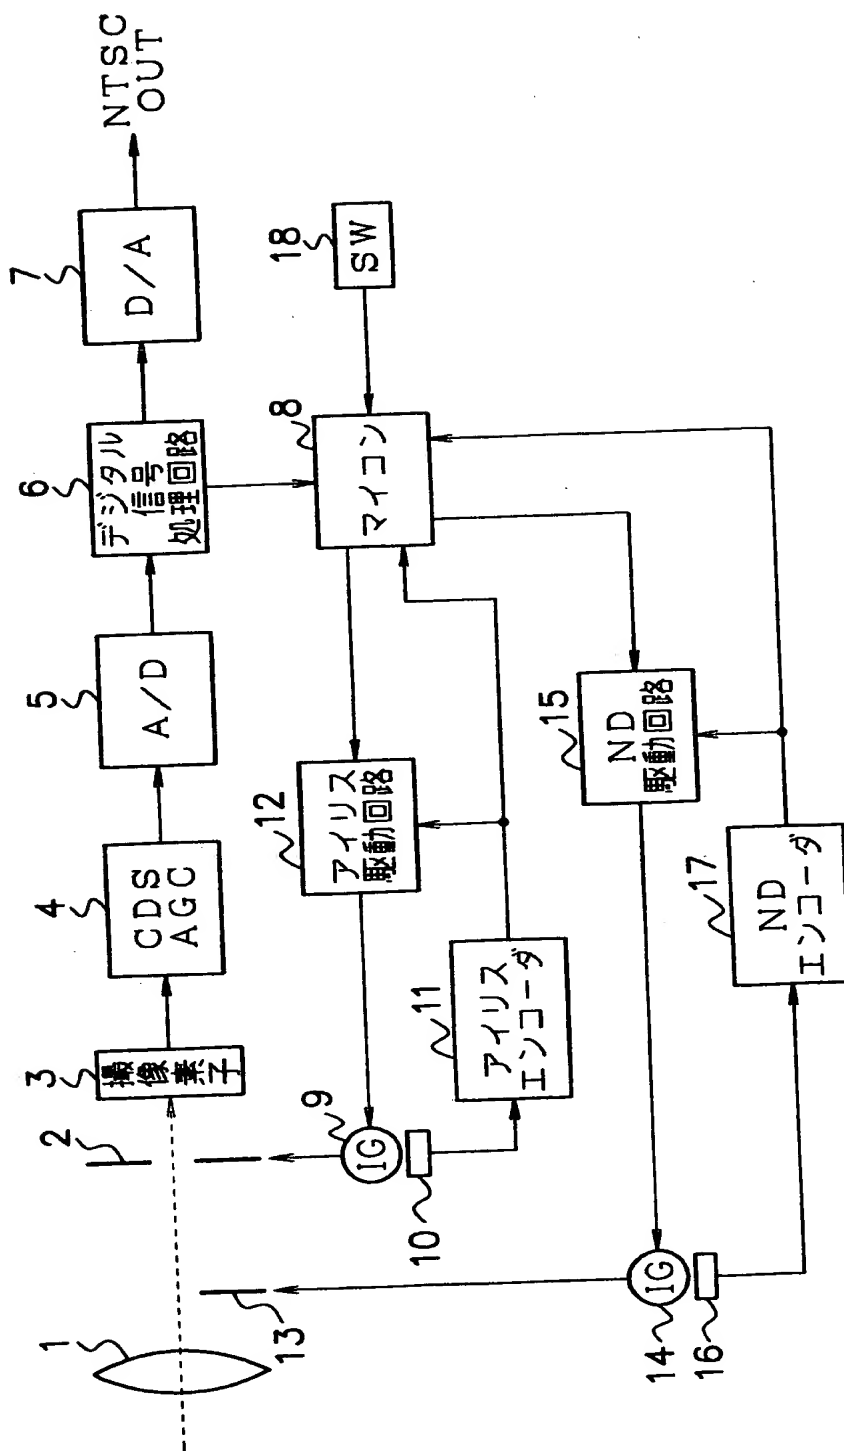 1
2
3
撮像素子
4
CDS
AGC
5
A/D
6
デジタル
信号
処理回路
7
D/A
NTSC
OUT
13
9
IG
10
11
アイリス
エンコーダ
12
アイリス
駆動回路
8
マイコン
18
SW
14
IG
16
15
ND
駆動回路
17
ND
エンコーダ